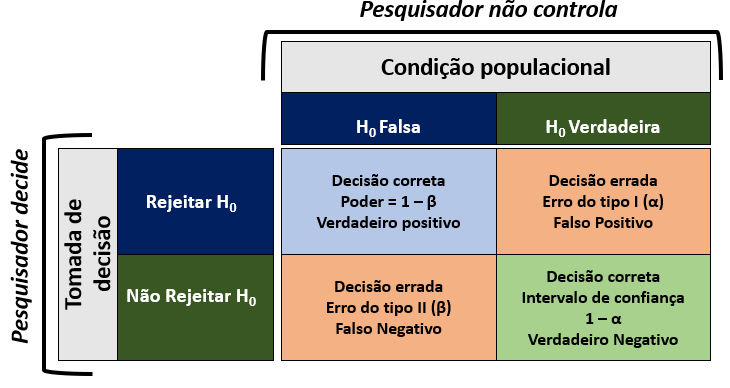 Pesquisador não controla
Condição populacional
H₀ Falsa
H₀ Verdadeira
Pesquisador decide
Tomada de
decisão
Rejeitar H₀
Decisão correta
Poder = 1 – β
Verdadeiro positivo
Decisão errada
Erro do tipo I (α)
Falso Positivo
Não Rejeitar H₀
Decisão errada
Erro do tipo II (β)
Falso Negativo
Decisão correta
Intervalo de confiança
1 – α
Verdadeiro Negativo